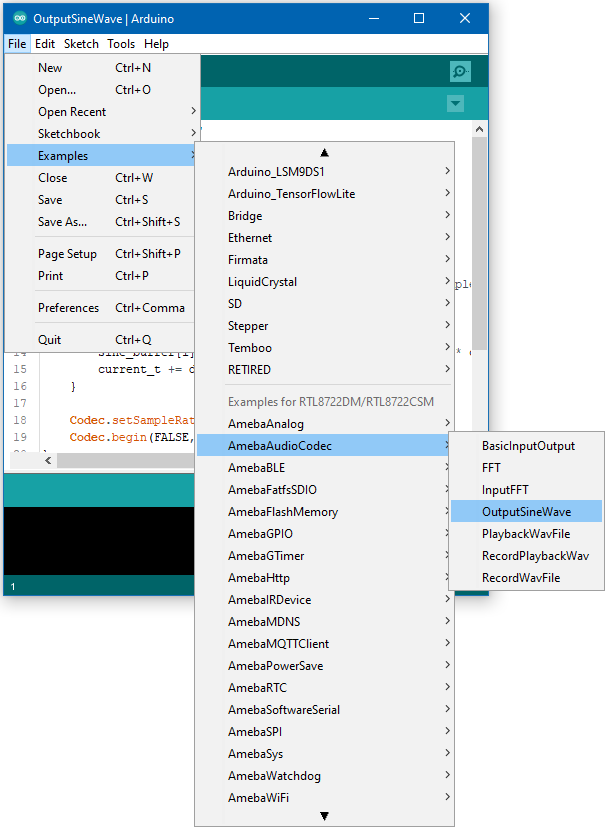 OutputSineWave | Arduino
File Edit Sketch Tools Help
New Ctrl+N
Open... Ctrl+O
Open Recent
Sketchbook
Examples
Close Ctrl+W
Save Ctrl+S
Save As... Ctrl+Shift+S
Page Setup Ctrl+Shift+P
Print Ctrl+P
Preferences Ctrl+Comma
Quit Ctrl+Q
15 current_t += d
16 }
17
18 Codec.setSampleRat
19 Codec.begin(FALSE,
1
Arduino_LSM9DS1
Arduino_TensorFlowLite
Bridge
Ethernet
Firmata
LiquidCrystal
SD
Stepper
Temboo
RETIRED
Examples for RTL8722DM/RTL8722CSM
AmebaAnalog
AmebaAudioCodec
AmebaBLE
AmebaFatfsSDIO
AmebaFlashMemory
AmebaGPIO
AmebaGTimer
AmebaHttp
AmebaIRDevice
AmebaMDNS
AmebaMQTTClient
AmebaPowerSave
AmebaRTC
AmebaSoftwareSerial
AmebaSPI
AmebaSys
AmebaWatchdog
AmebaWiFi
BasicInputOutput
FFT
InputFFT
OutputSineWave
PlaybackWavFile
RecordPlaybackWav
RecordWavFile